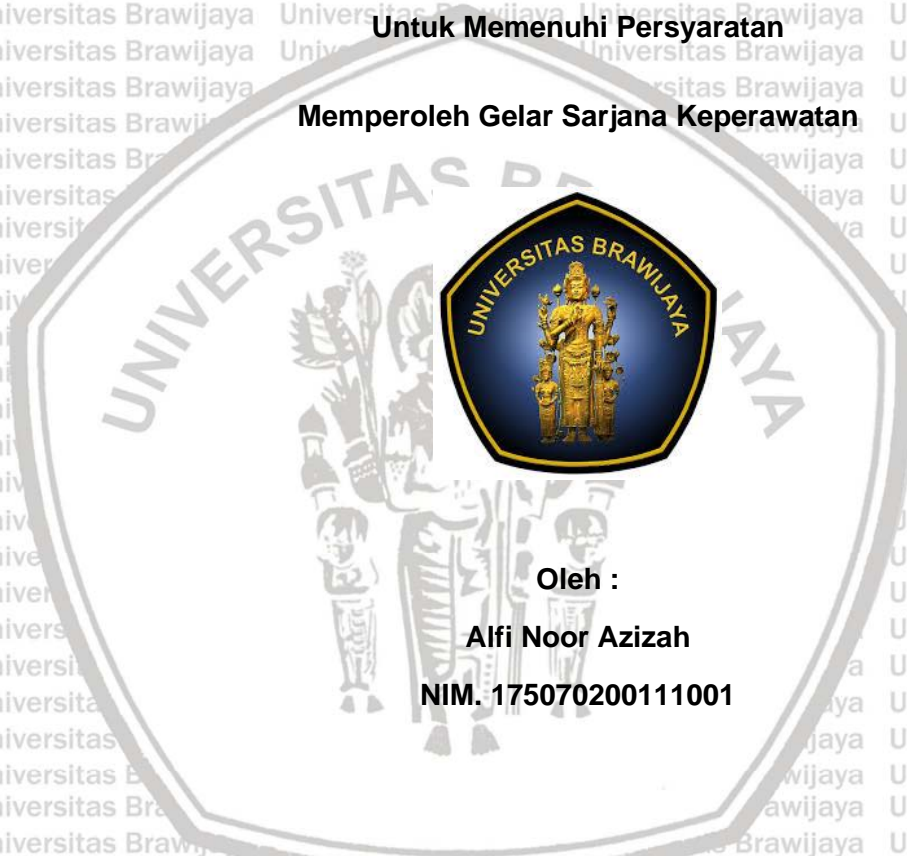 Untuk Memenuhi Persyaratan
Memperoleh Gelar Sarjana Keperawatan
UNIVERSITAS BRAWIJAYA
Oleh :
Alfi Noor Azizah
NIM. 175070200111001